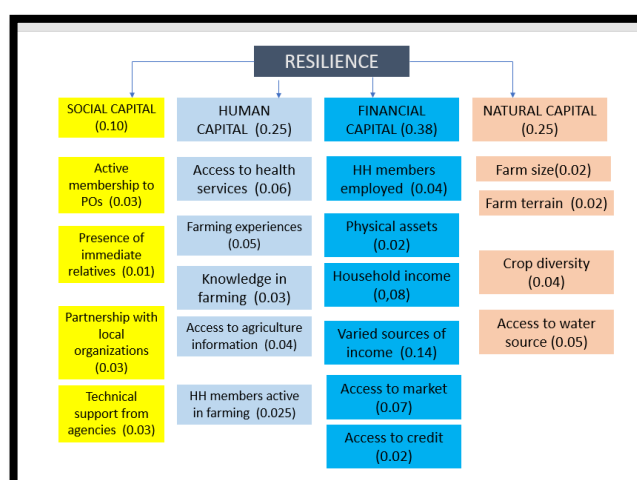 RESILIENCE
SOCIAL CAPITAL
(0.10)
Active
membership to
POs (0.03)
Presence of
immediate
relatives (0.01)
Partnership with
local
organizations
(0.03)
Technical
support from
agencies (0.03)
HUMAN
CAPITAL (0.25)
Access to health
services (0.06)
Farming experiences
(0.05)
Knowledge in
farming (0.03)
Access to agriculture
information (0.04)
HH members active
in farming (0.025)
FINANCIAL
CAPITAL (0.38)
HH members
employed (0.04)
Physical assets
(0.02)
Household income
(0,08)
Varied sources of
income (0.14)
Access to market
(0.07)
Access to credit
(0.02)
NATURAL CAPITAL
(0.25)
Farm size(0.02)
Farm terrain (0.02)
Crop diversity
(0.04)
Access to water
source (0.05)